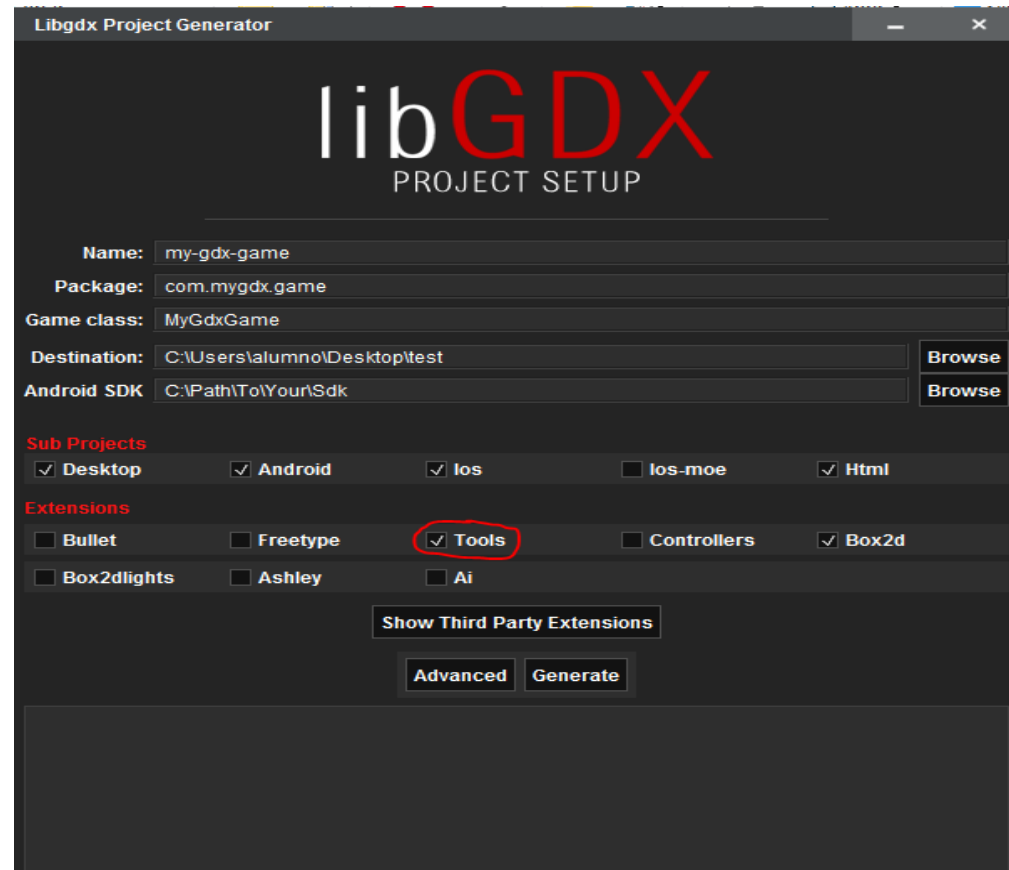 Libgdx Project Generator
libGDX
PROJECT SETUP
Name: my-gdx-game
Package: com.mygdx.game
Game class: MyGdxGame
Destination: C:\Users\alumno\Desktop\test Browse
Android SDK C:\Path\To\Your\Sdk Browse
Sub Projects
Desktop Android Ios Ios-moe Html
Extensions
Bullet Freetype Tools Controllers Box2d
Box2dlights Ashley Ai
Show Third Party Extensions
Advanced Generate